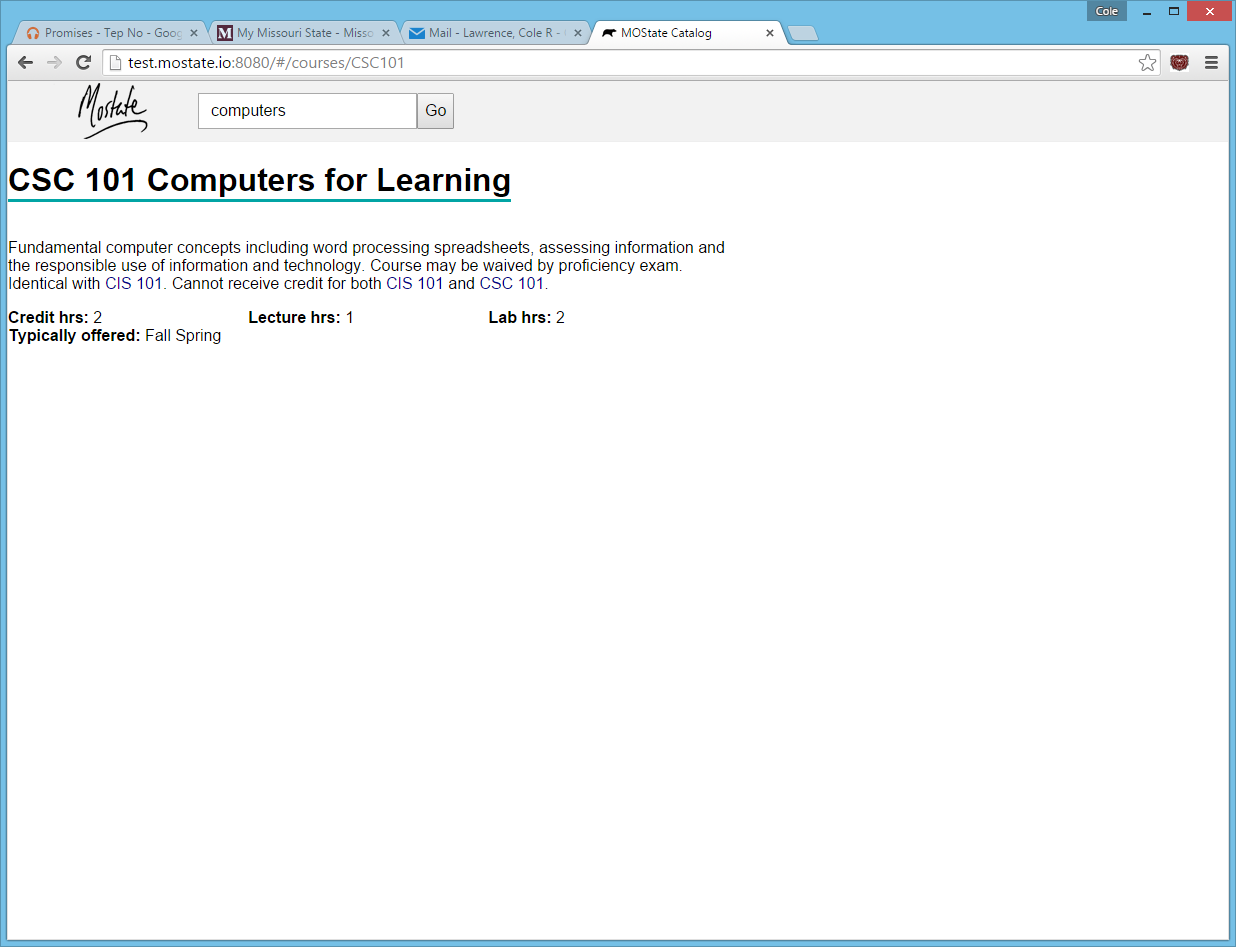 Cole
Promises - Tep No - Goog
My Missouri State - Misso
Mail - Lawrence, Cole R -
MOState Catalog
test.mostate.io:8080/#/courses/CSC101
Mostate
computers
Go
CSC 101 Computers for Learning
Fundamental computer concepts including word processing spreadsheets, assessing information and
the responsible use of information and technology. Course may be waived by proficiency exam.
Identical with CIS 101. Cannot receive credit for both CIS 101 and CSC 101.
Credit hrs: 2 Lecture hrs: 1 Lab hrs: 2
Typically offered: Fall Spring